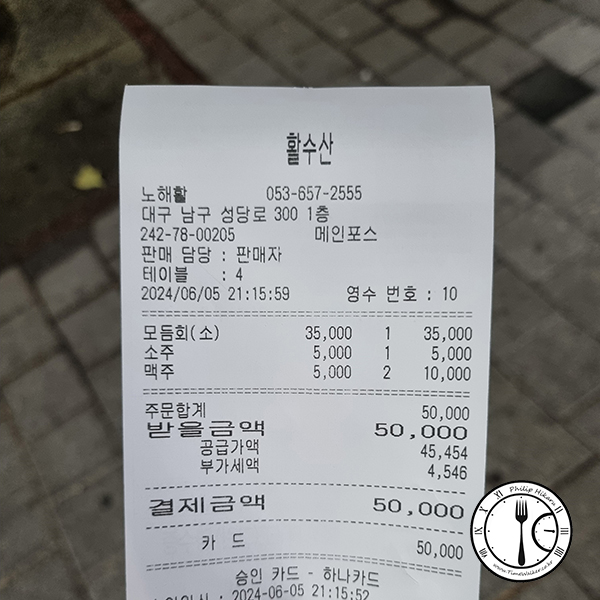 활수산
노해활 053-657-2555
대구 남구 성당로 300 1층
242-78-00205 메인포스
판매 담당 : 판매자
테이블 : 4
2024/06/05 21:15:59 영수 번호 : 10
모듬회(소) 35,000 1 35,000
소주 5,000 1 5,000
맥주 5,000 2 10,000
주문합계 50,000
받을금액 50,000
공급가액 45,454
부가세액 4,546
결제금액 50,000
카 드 50,000
승인 카드 - 하나카드
: 2024-06-05 21:15:52
Philip Hikaru
www.TimeWalker.co.kr